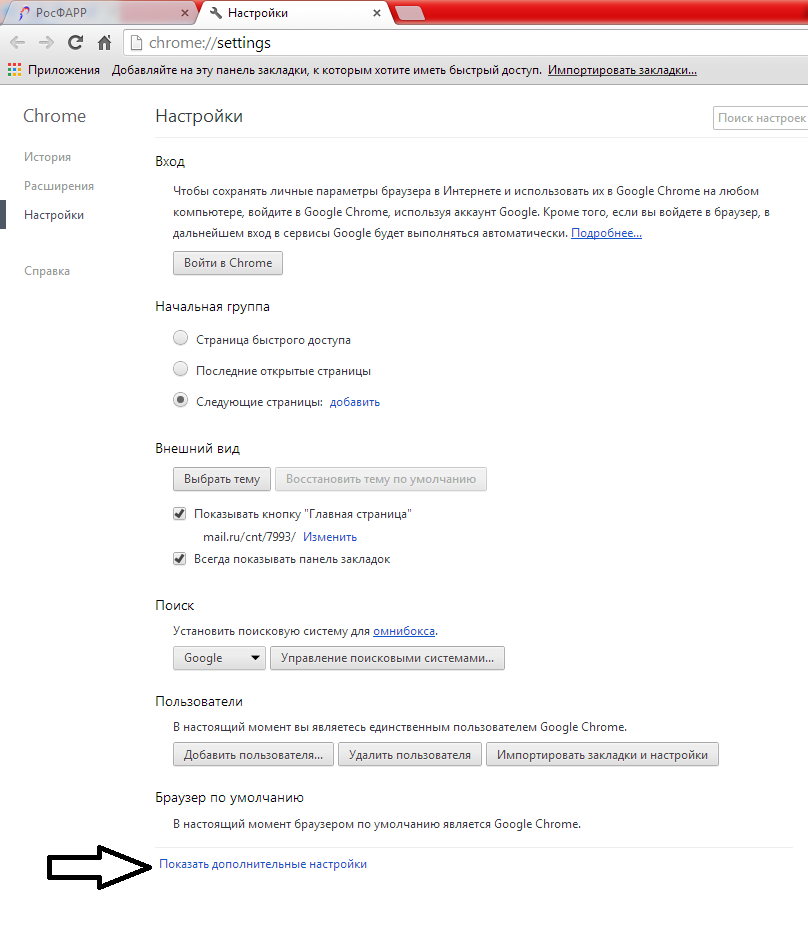 РосФАРР
Настройки
chrome://settings
Приложения Добавляйте на эту панель закладки, к которым хотите иметь быстрый доступ. Импортировать закладки...
Chrome
Настройки
Поиск настроек
История
Расширения
Настройки
Справка
Вход
Чтобы сохранять личные параметры браузера в Интернете и использовать их в Google Chrome на любом
компьютере, войдите в Google Chrome, используя аккаунт Google. Кроме того, если вы войдете в браузер, в
дальнейшем вход в сервисы Google будет выполняться автоматически. Подробнее...
Войти в Chrome
Начальная группа
Страница быстрого доступа
Последние открытые страницы
Следующие страницы: добавить
Внешний вид
Выбрать тему Восстановить тему по умолчанию
Показывать кнопку "Главная страница"
mail.ru/cnt/7993/ Изменить
Всегда показывать панель закладок
Поиск
Установить поисковую систему для омнибокса.
Google Управление поисковыми системами...
Пользователи
В настоящий момент вы являетесь единственным пользователем Google Chrome.
Добавить пользователя... Удалить пользователя Импортировать закладки и настройки
Браузер по умолчанию
В настоящий момент браузером по умолчанию является Google Chrome.
Показать дополнительные настройки